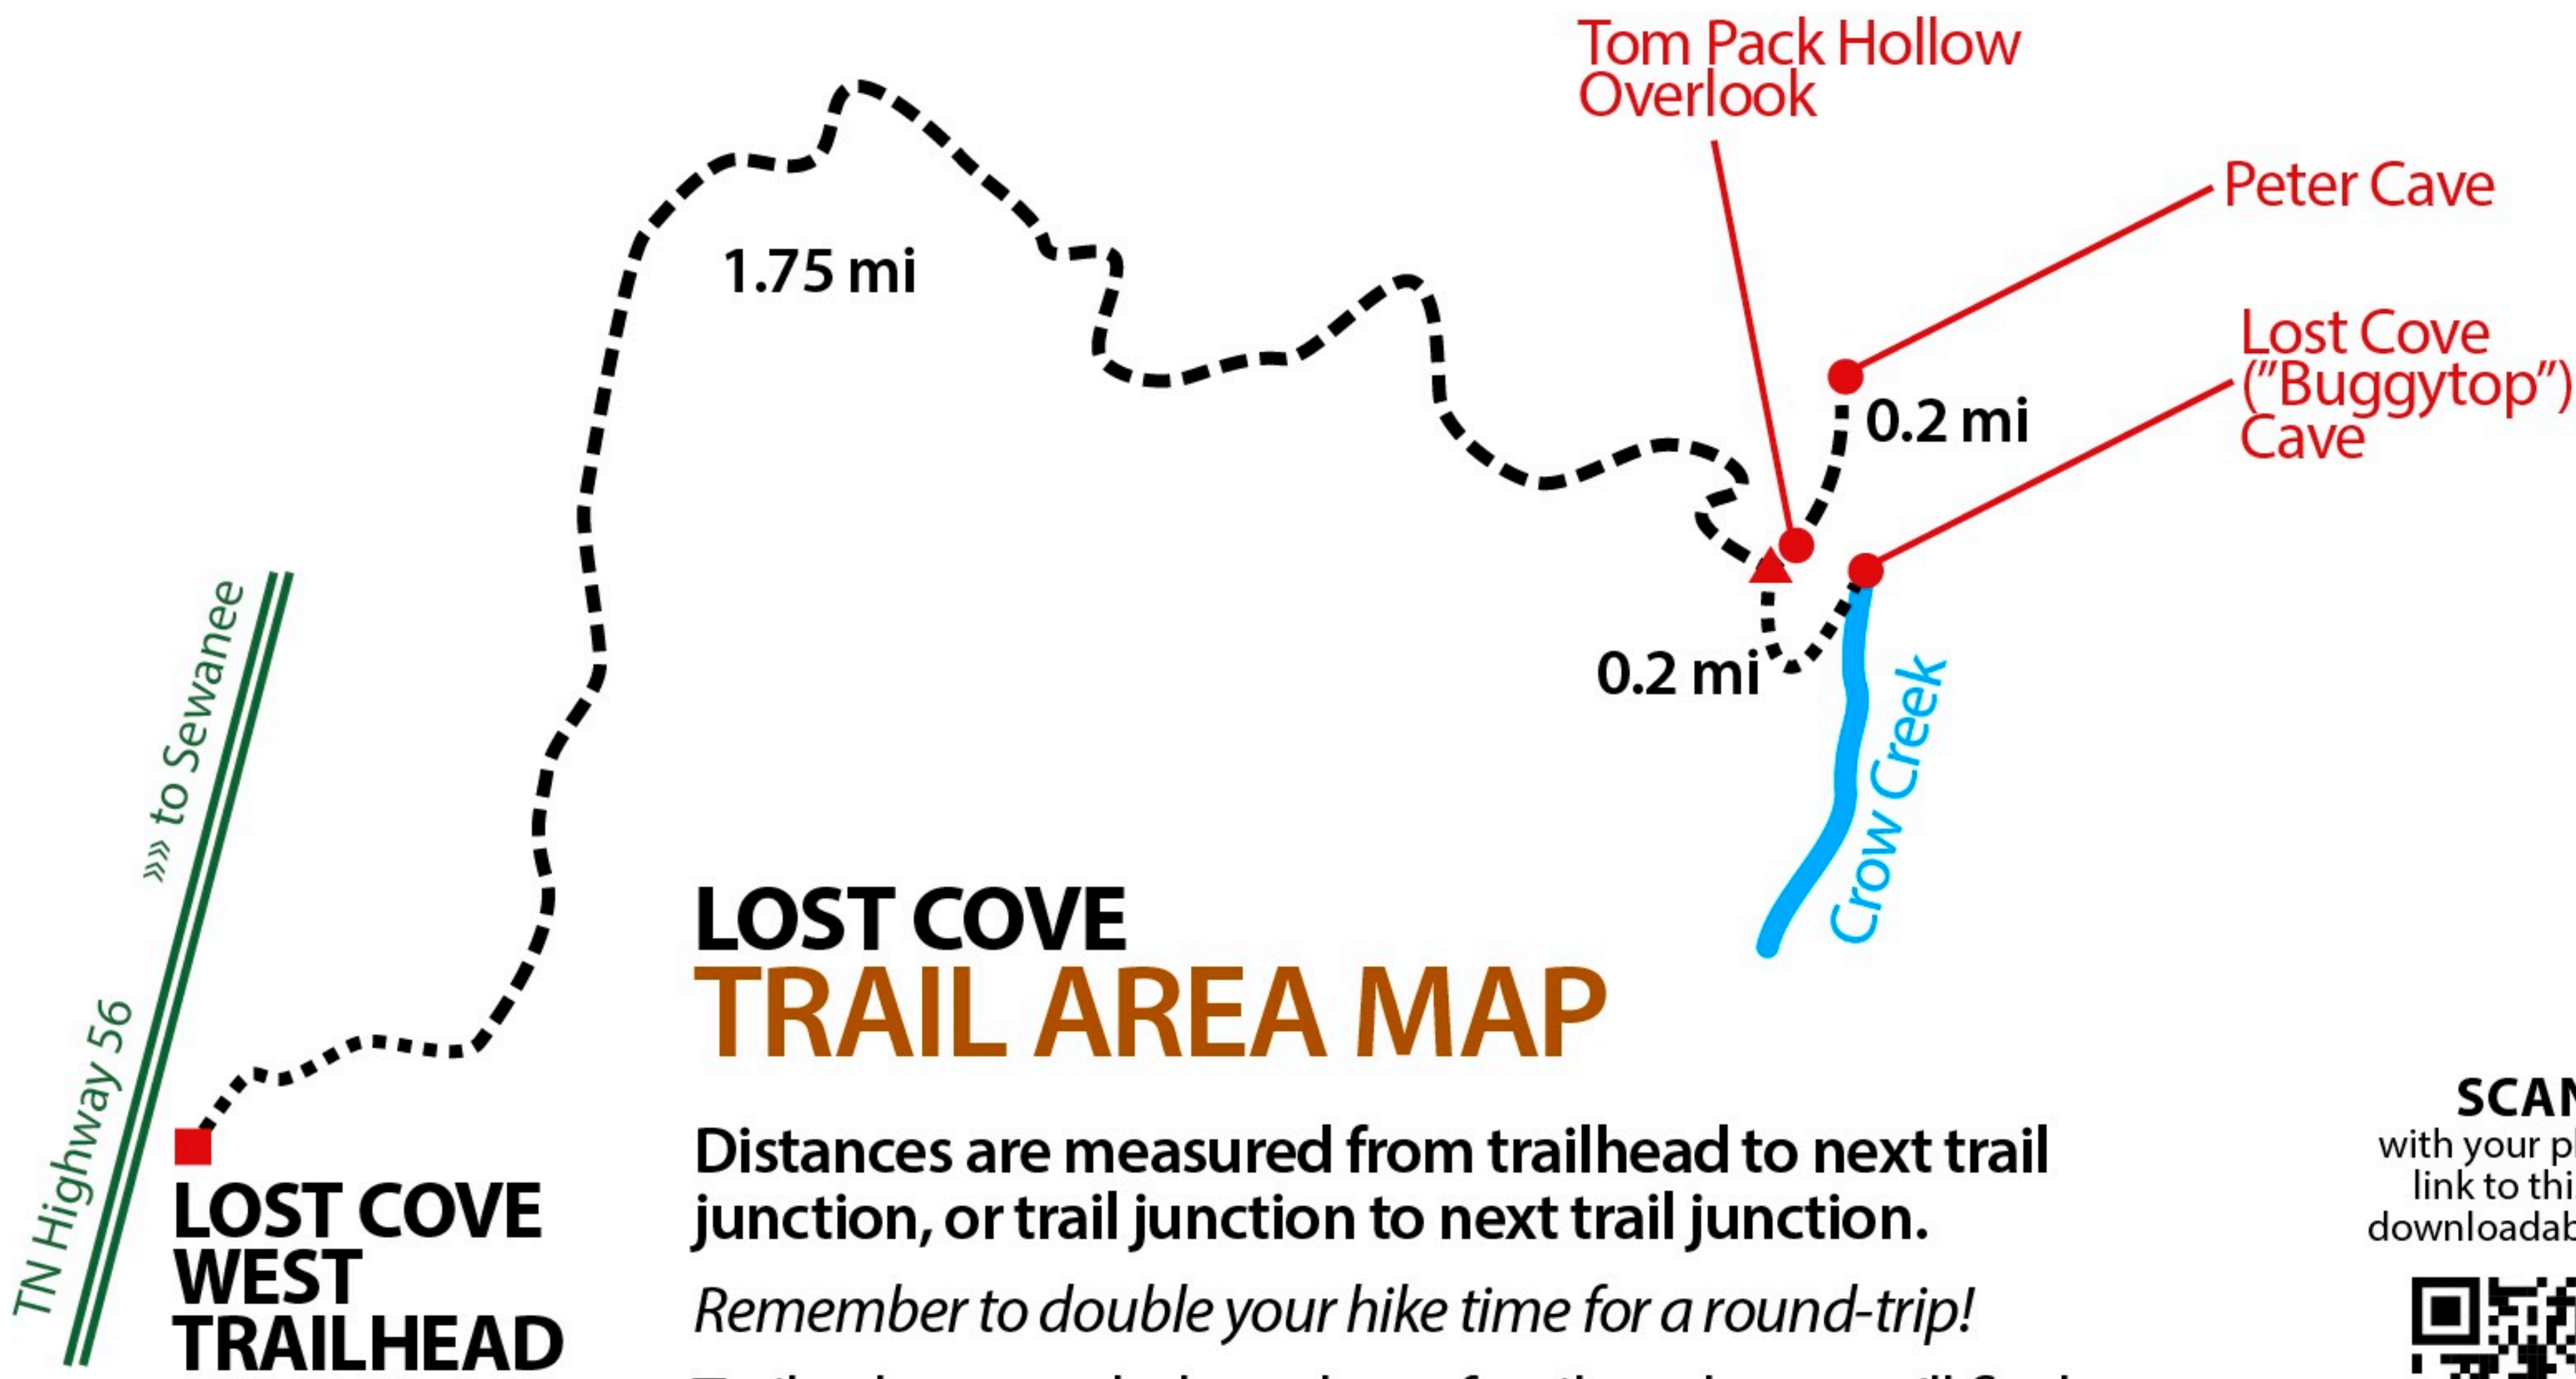 Tom Pack Hollow
Overlook
Peter Cave
1.75 mi
Lost Cove
("Buggytop")
Cave
0.2 mi
0.2 mi
»» to Sewanee
Crow Creek
TN Highway 56
LOST COVE
WEST
TRAILHEAD
LOST COVE
TRAIL AREA MAP
Distances are measured from trailhead to next trail
junction, or trail junction to next trail junction.
Remember to double your hike time for a round-trip!
SCAN
with your
link to